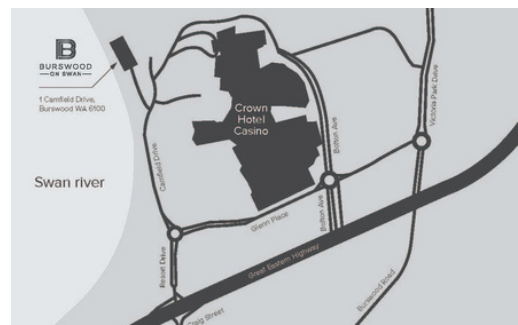 B
BURSWOOD
ON SWAN
1 Camfield Drive,
Burswood WA 6100
Swan river
Crown
Hotel
Casino
Camfield Drive
Bolton Ave
Victoria Park Drive
Glenn Place
Bolton Ave
Resort Drive
Great Eastern Highway
Burswood Road
Craig Street